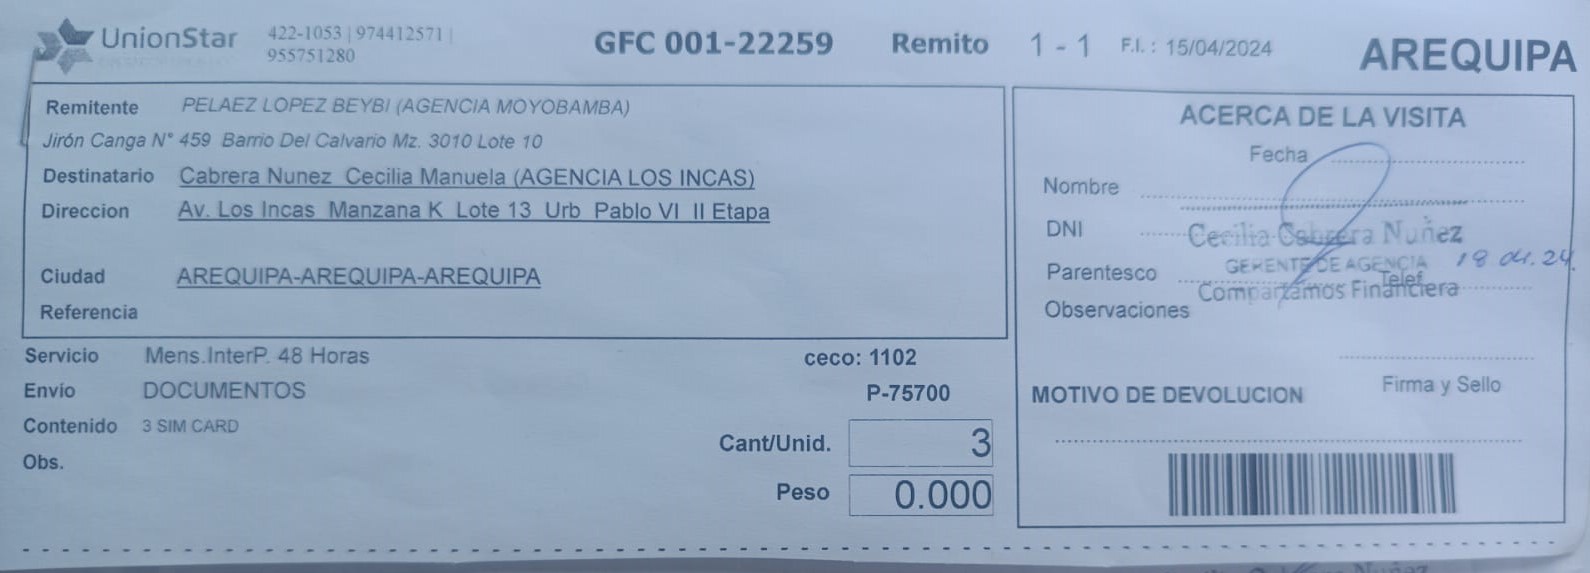 UnionStar
422-1053 | 974412571 |
955751280
GFC 001-22259
Remito 1 - 1
F.I. : 15/04/2024
AREQUIPA
Remitente PELAEZ LOPEZ BEYBI (AGENCIA MOYOBAMBA)
Jirón Canga N° 459 Barrio Del Calvario Mz. 3010 Lote 10
Destinatario Cabrera Nunez Cecilia Manuela (AGENCIA LOS INCAS)
Direccion Av. Los Incas Manzana K Lote 13 Urb Pablo VI II Etapa
Ciudad AREQUIPA-AREQUIPA-AREQUIPA
Referencia
Servicio Mens.InterP. 48 Horas
ceco: 1102
Envío DOCUMENTOS
P-75700
Contenido 3 SIM CARD
Cant/Unid. 3
Obs.
Peso 0.000
ACERCA DE LA VISITA
Fecha
Nombre
DNI
Cecilia Cabrera Nuñez
GERENTE DE AGENCIA 18 04.24
Parentesco
Telef
Compartamos Financiera
Observaciones
Firma y Sello
MOTIVO DE DEVOLUCION